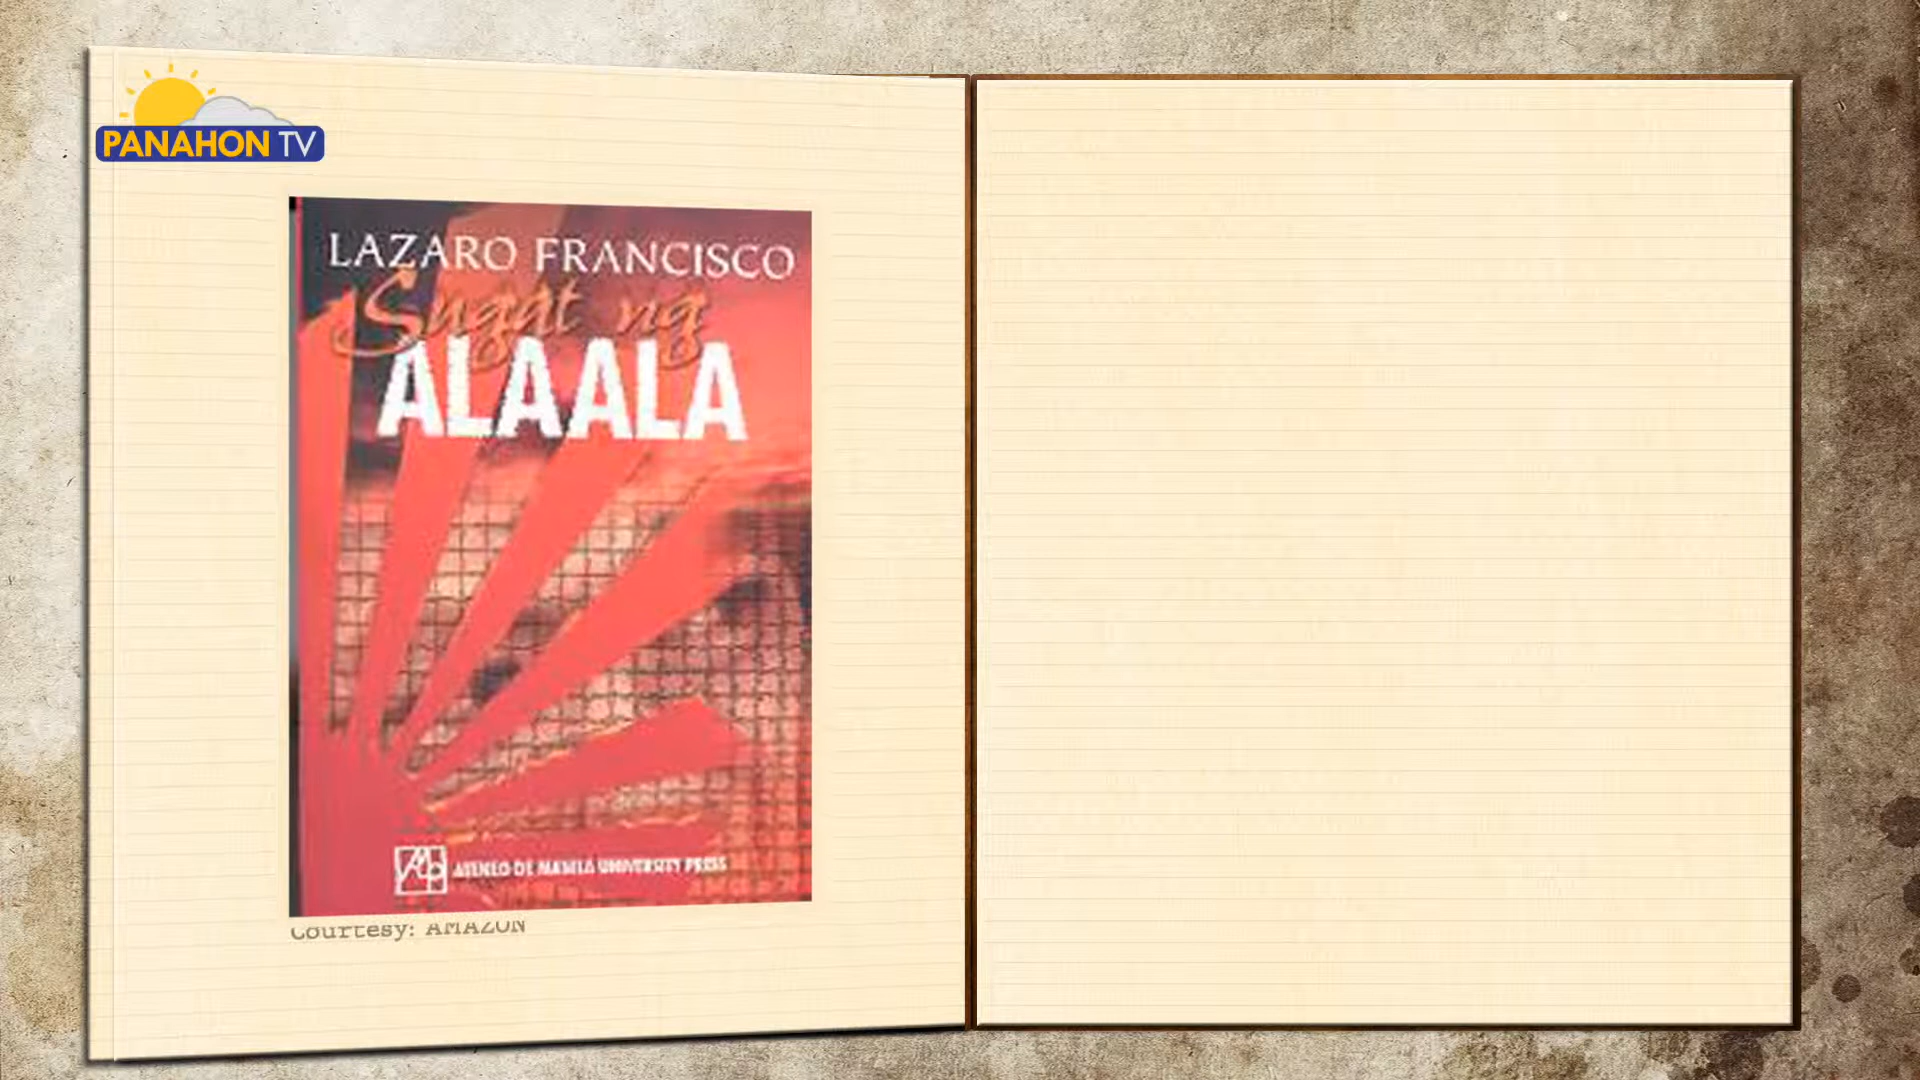 PANAHON TV
LAZARO FRANCISCO
Sugat ng
ALAALA
ATENEO DE MANILA UNIVERSITY PRESS
Courtesy: AMAZON